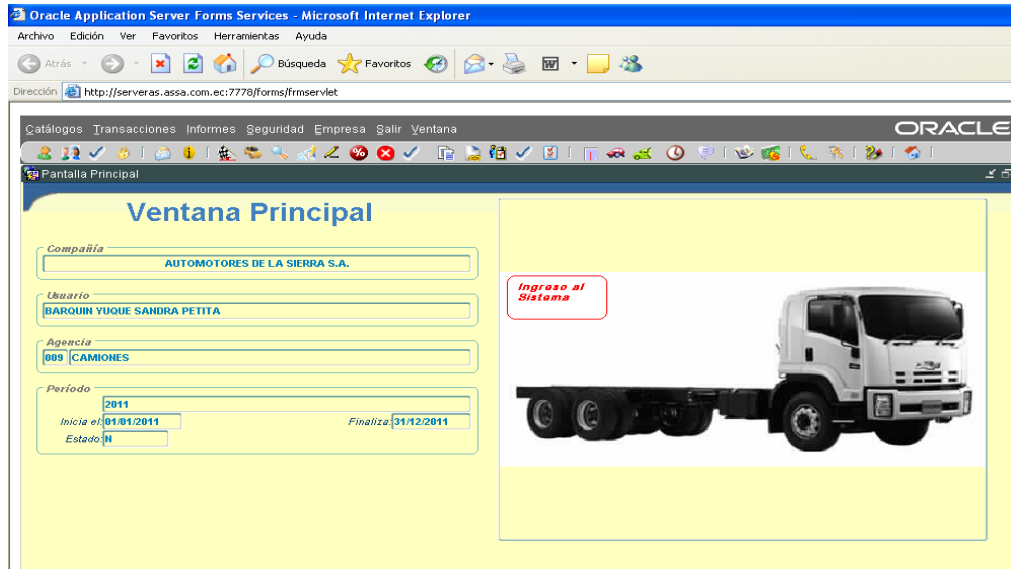 Oracle Application Server Forms Services - Microsoft Internet Explorer
Archivo Edición Ver Favoritos Herramientas Ayuda
Atrás Búsqueda Favoritos
Dirección http://serveras.assa.com.ec:7778/forms/frmservlet
Catálogos Transacciones Informes Seguridad Empresa Salir Ventana
ORACLE
Pantalla Principal
Ventana Principal
Compañía
AUTOMOTORES DE LA SIERRA S.A.
Ingreso al
Sistema
Usuario
BARQUIN YUQUE SANDRA PETITA
Agencia
009 CAMIONES
Período
2011
Inicia el: 01/01/2011 Finaliza: 31/12/2011
Estado: N